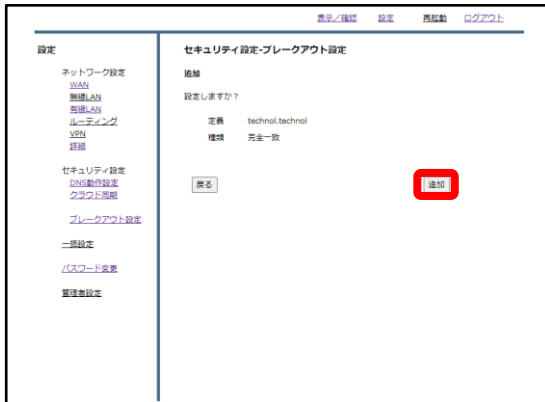 表示／確認 設定 再起動 ログアウト
設定
ネットワーク設定
WAN
無線LAN
有線LAN
ルーティング
VPN
詳細
セキュリティ設定
DNS動作設定
クラウド同期
ブレークアウト設定
一括設定
パスワード変更
管理者設定
セキュリティ設定-ブレークアウト設定
追加
設定しますか？
定義 technol.technol
種類 完全一致
戻る 追加